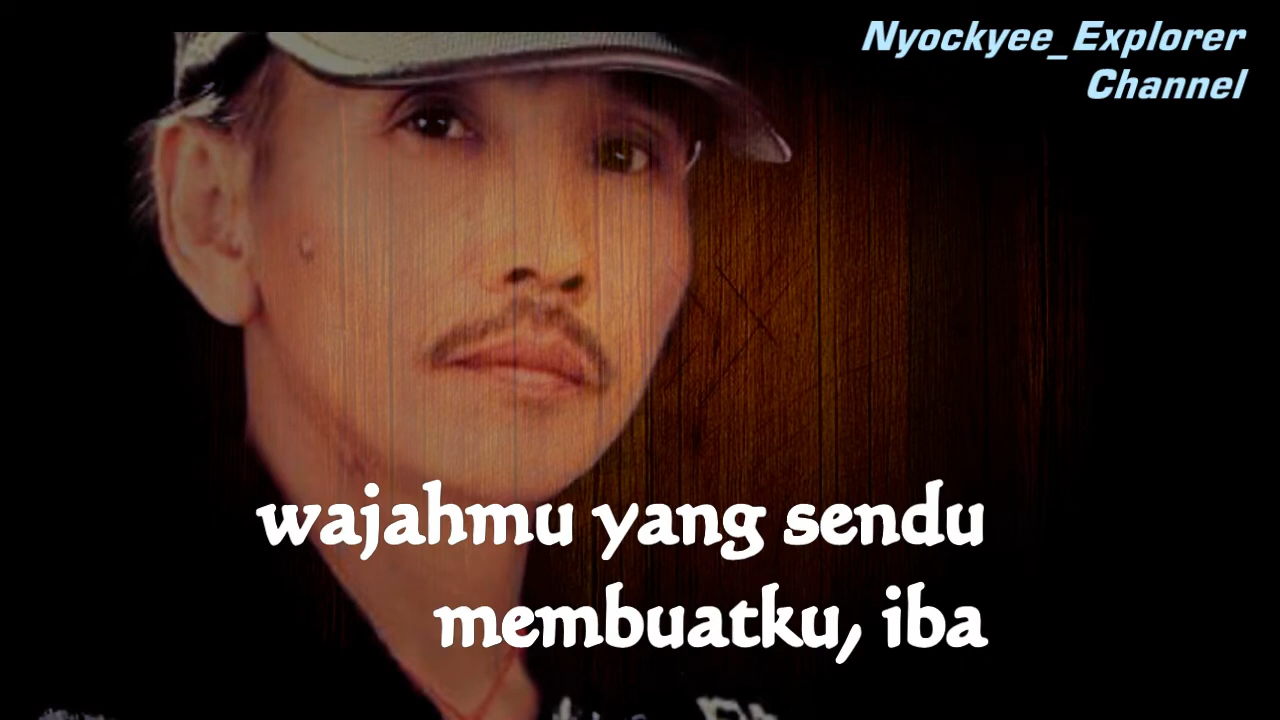 Nyockyee_Explorer
Channel
wajahmu yang sendu
membuatku, iba